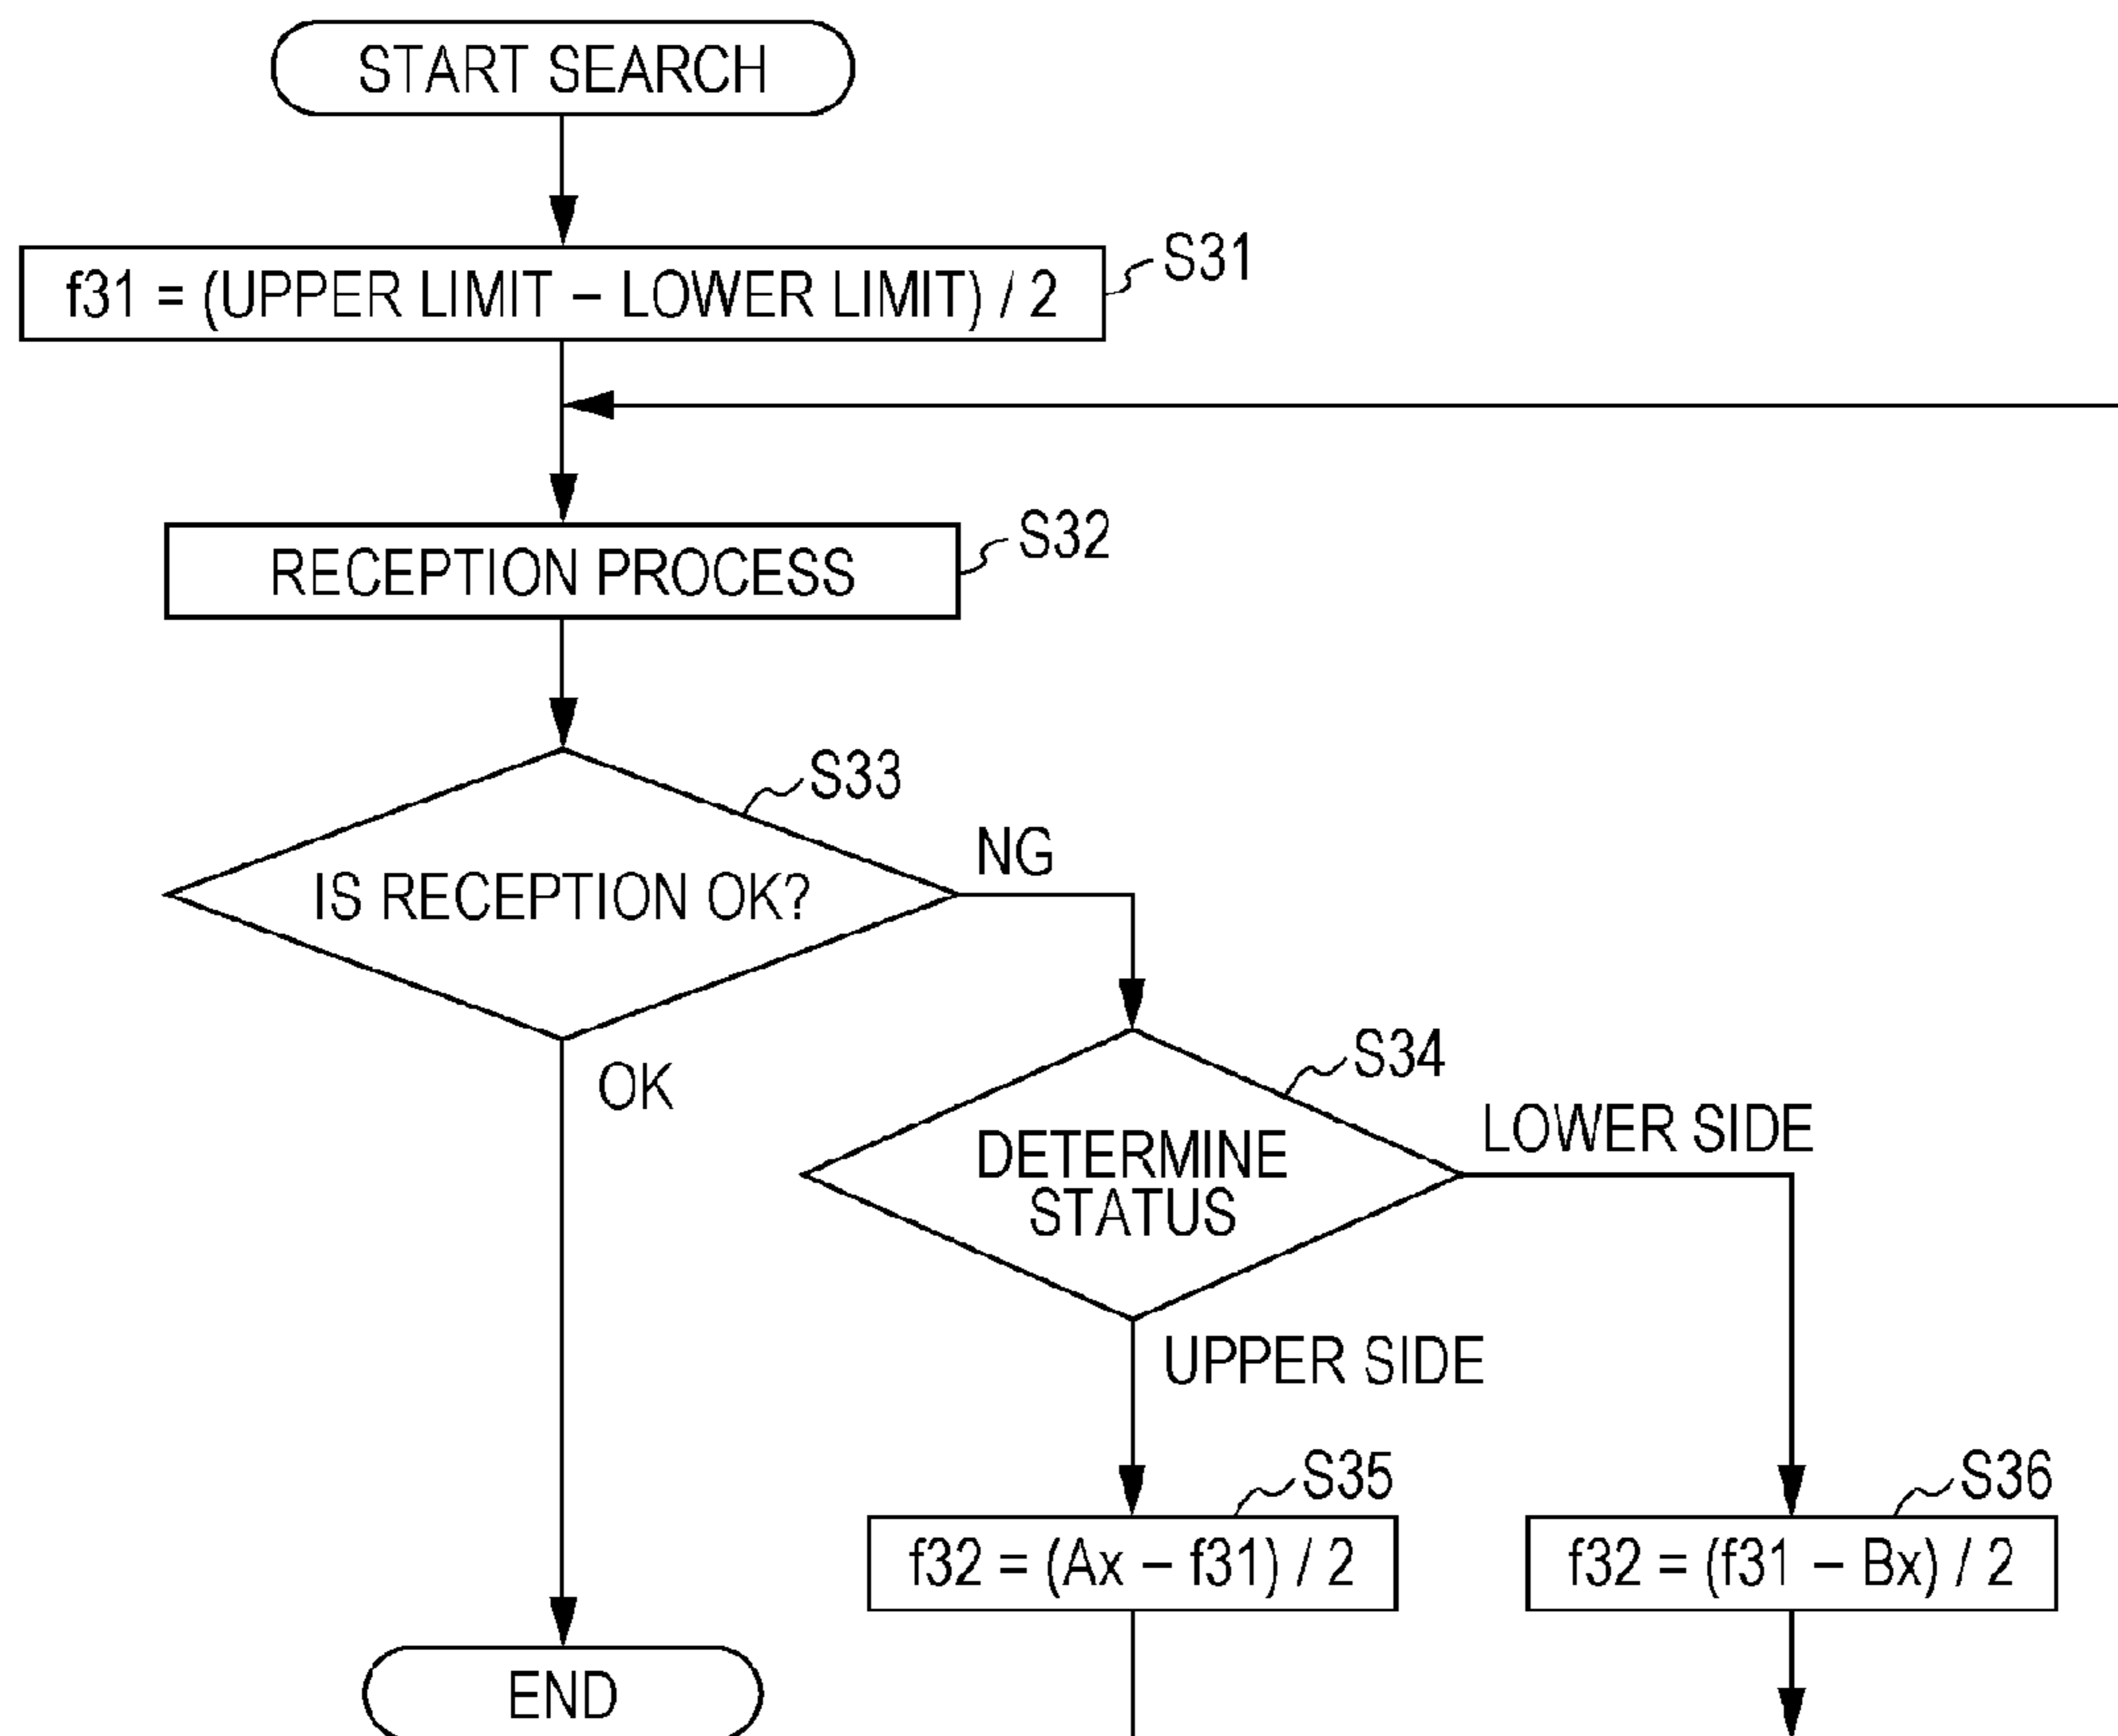 START SEARCH
f31 = (UPPER LIMIT – LOWER LIMIT) / 2
S31
RECEPTION PROCESS
S32
S33
IS RECEPTION OK?
NG
OK
S34
DETERMINE
STATUS
LOWER SIDE
UPPER SIDE
S35
f32 = (Ax – f31) / 2
S36
f32 = (f31 – Bx) / 2
END